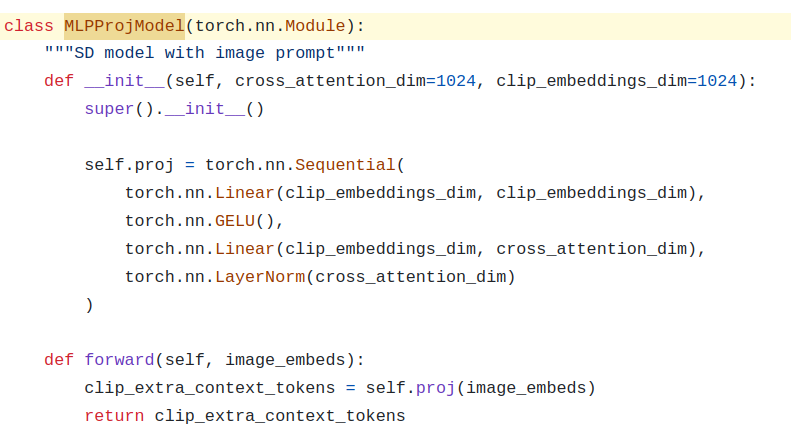 class MLPProjModel(torch.nn.Module):
    """SD model with image prompt"""
    def __init__(self, cross_attention_dim=1024, clip_embeddings_dim=1024):
        super().__init__()

        self.proj = torch.nn.Sequential(
            torch.nn.Linear(clip_embeddings_dim, clip_embeddings_dim),
            torch.nn.GELU(),
            torch.nn.Linear(clip_embeddings_dim, cross_attention_dim),
            torch.nn.LayerNorm(cross_attention_dim)
        )

    def forward(self, image_embeds):
        clip_extra_context_tokens = self.proj(image_embeds)
        return clip_extra_context_tokens